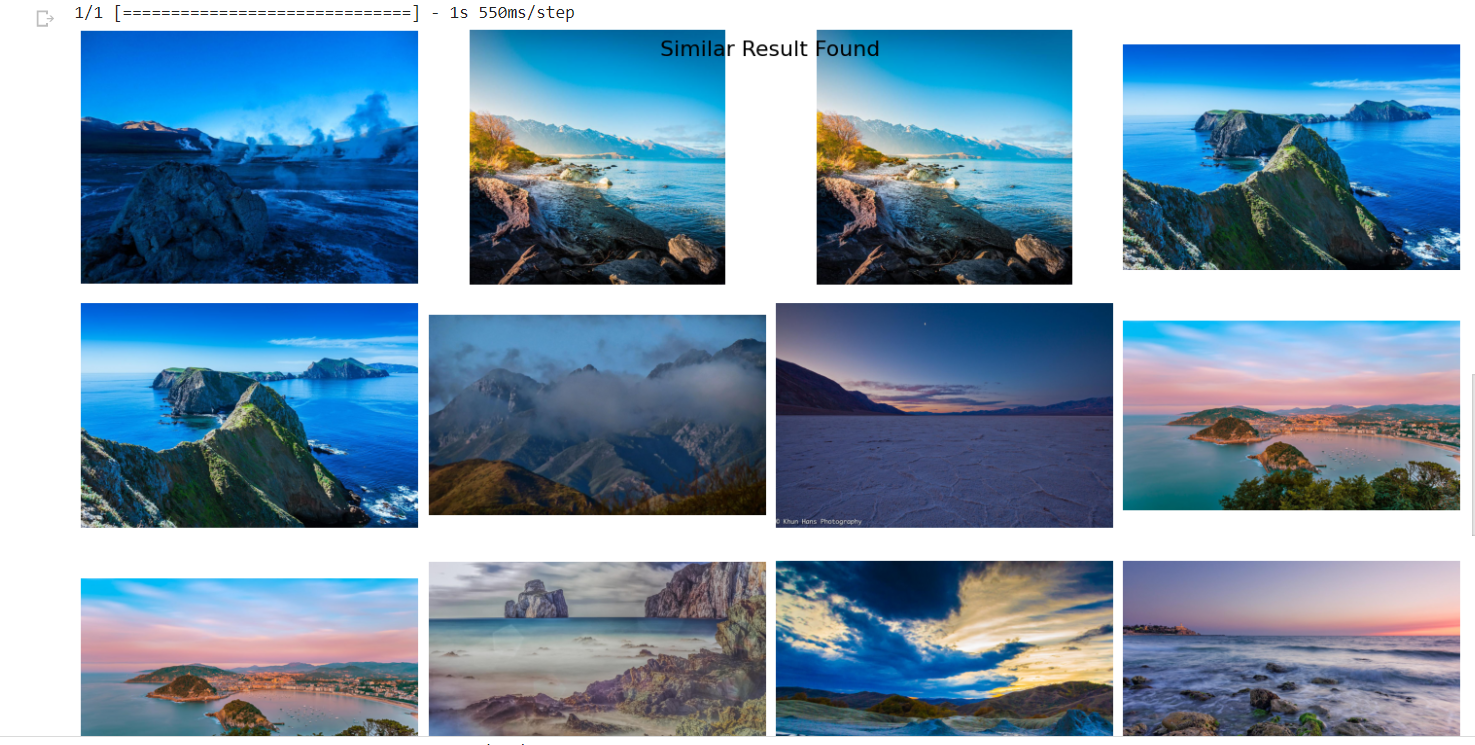 1/1 [==============================] - 1s 550ms/step
Similar Result Found
© Khun Hans Photography